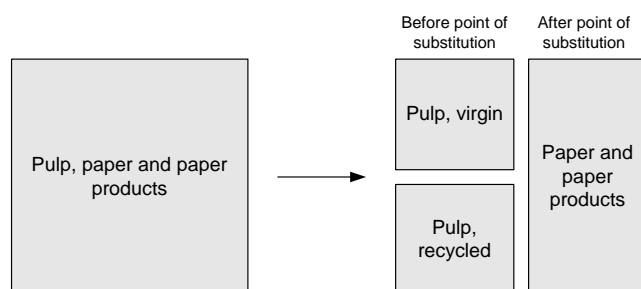 Before point of
substitution
After point of
substitution
Pulp, paper and paper
products
Pulp, virgin
Pulp,
recycled
Paper and
paper
products